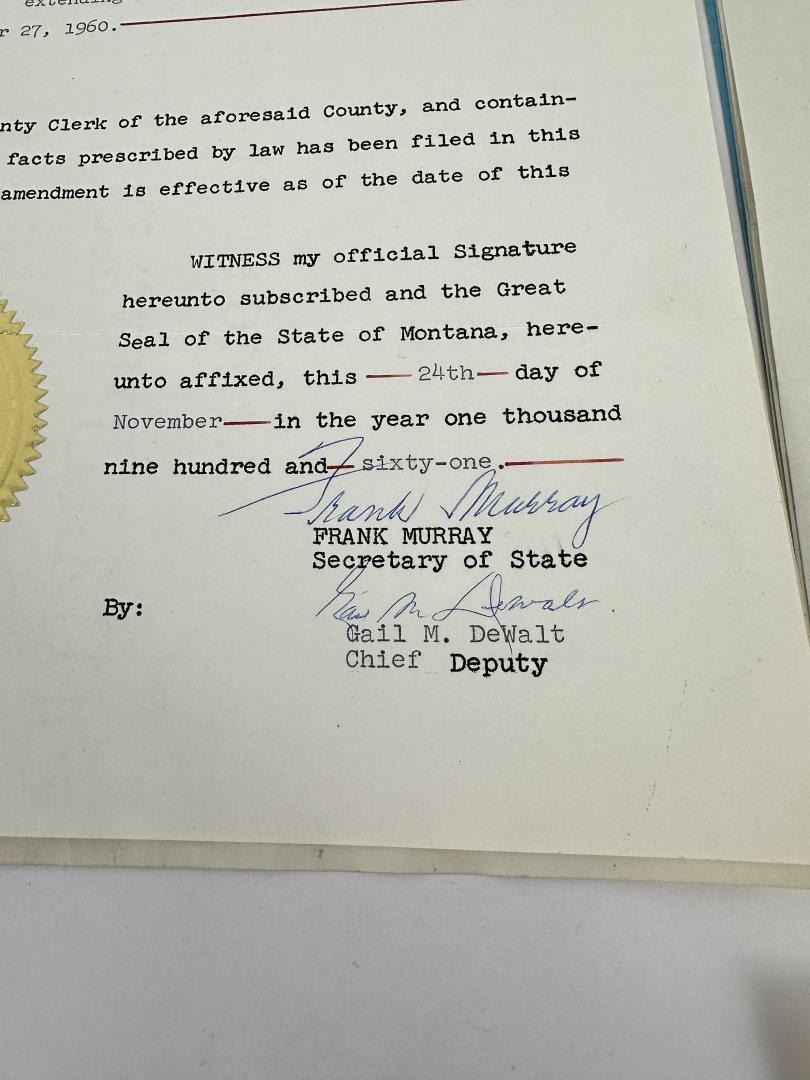 extending
27, 1960.
nty Clerk of the aforesaid County, and contain-
facts prescribed by law has been filed in this
amendment is effective as of the date of this
WITNESS my official Signature
hereunto subscribed and the Great
Seal of the State of Montana, here-
unto affixed, this — 24th — day of
November — in the year one thousand
nine hundred and — sixty-one.
Frank Murray
FRANK MURRAY
Secretary of State
Gail M. DeWalt
By:
Gail M. DeWalt
Chief Deputy